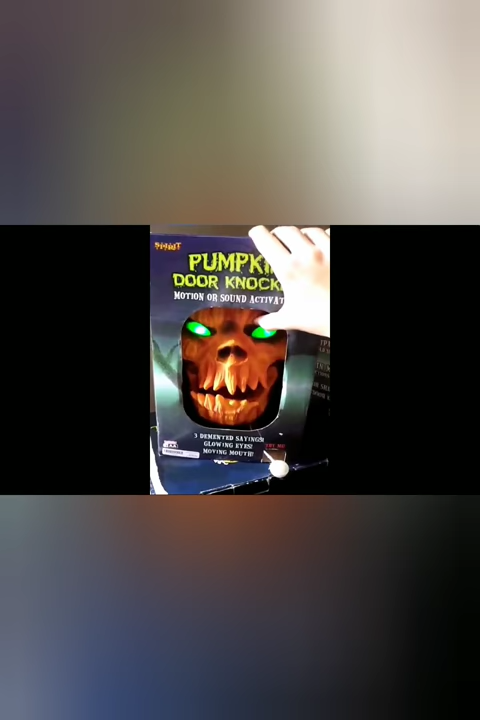 PUMPKI
DOOR KNOCK
MOTION OR SOUND ACTIVAT
3 DEMENTED SAYINGS!
GLOWING EYES!
MOVING MOUTH!